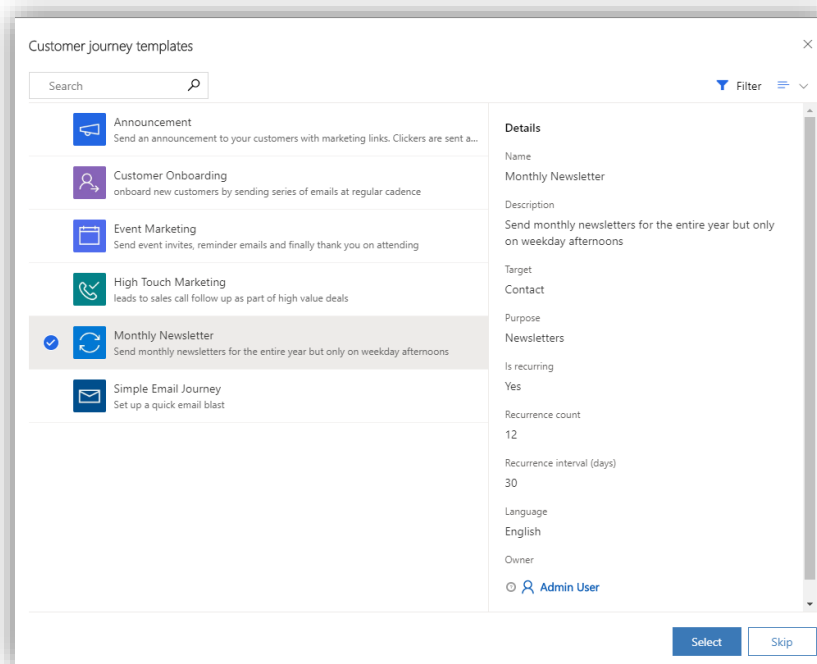 Customer journey templates
Search
Filter
Announcement
Send an announcement to your customers with marketing links. Clickers are sent a...
Customer Onboarding
onboard new customers by sending series of emails at regular cadence
Event Marketing
Send event invites, reminder emails and finally thank you on attending
High Touch Marketing
leads to sales call follow up as part of high value deals
Monthly Newsletter
Send monthly newsletters for the entire year but only on weekday afternoons
Simple Email Journey
Set up a quick email blast
Details
Name
Monthly Newsletter
Description
Send monthly newsletters for the entire year but only
on weekday afternoons
Target
Contact
Purpose
Newsletters
Is recurring
Yes
Recurrence count
12
Recurrence interval (days)
30
Language
English
Owner
Admin User
Select
Skip